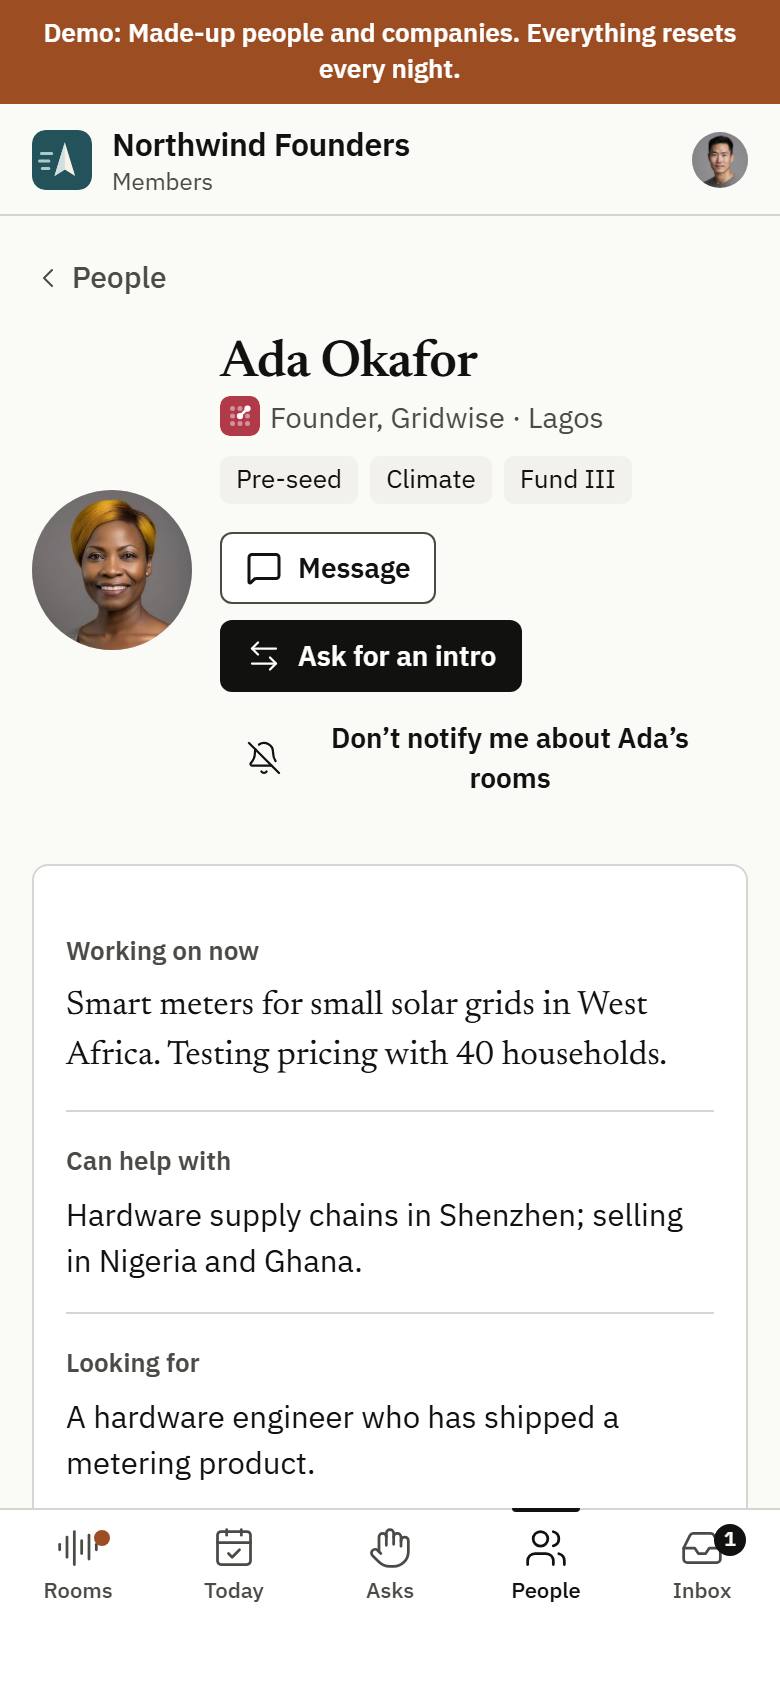 Demo: Made-up people and companies. Everything resets
every night.
Northwind Founders
Members
People
Ada Okafor
Founder, Gridwise · Lagos
Pre-seed Climate Fund III
Message
Ask for an intro
Don’t notify me about Ada’s
rooms
Working on now
Smart meters for small solar grids in West
Africa. Testing pricing with 40 households.
Can help with
Hardware supply chains in Shenzhen; selling
in Nigeria and Ghana.
Looking for
A hardware engineer who has shipped a
metering product.
1
Rooms Today Asks People Inbox